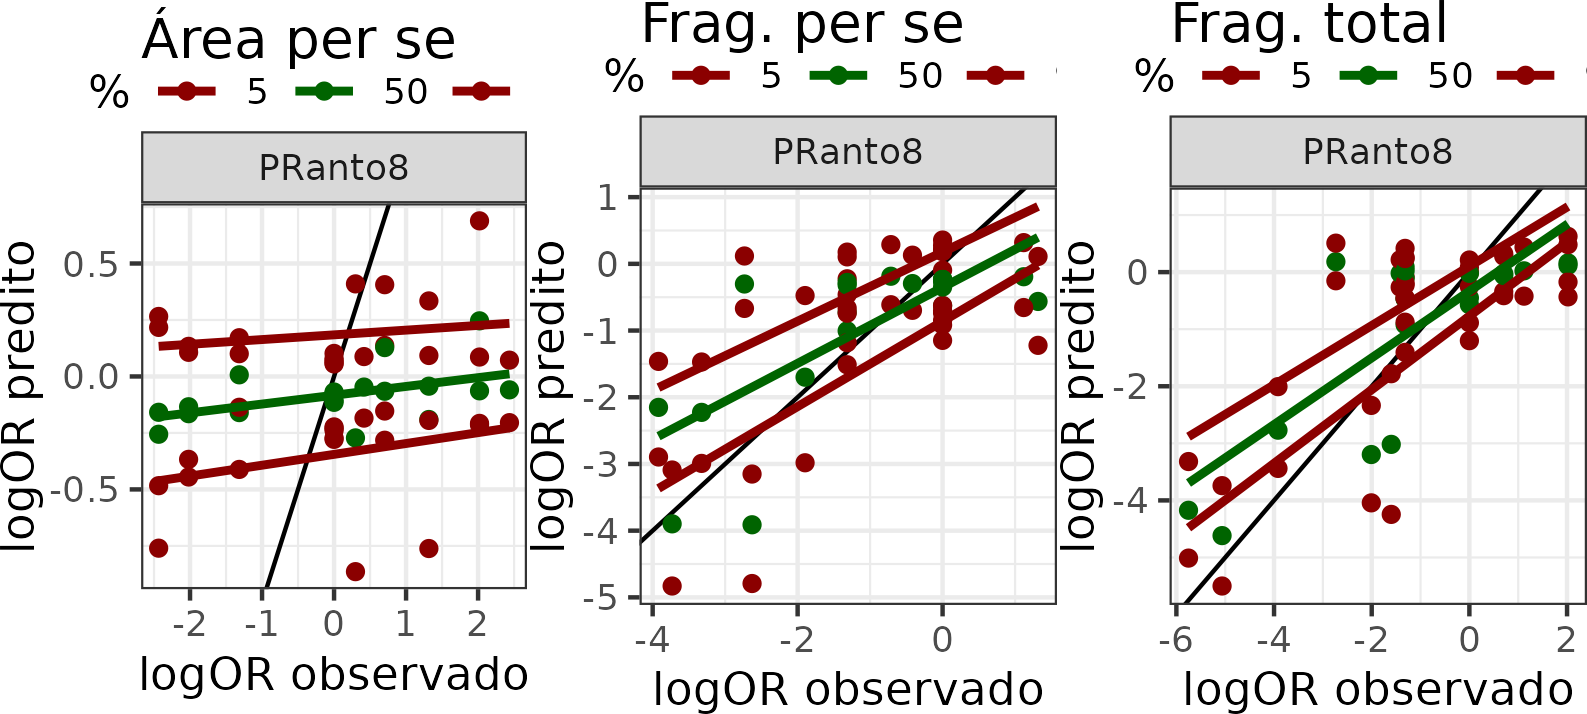 Área per se
% 5 50
PRanto8
0.5
0.0
-0.5
logOR predito
-2 -1 0 1 2
logOR observado
Frag. per se
% 5 50
PRanto8
1
0
-1
-2
-3
-4
-5
logOR predito
-4 -2 0
logOR observado
Frag. total
% 5 50
PRanto8
0
-2
-4
logOR predito
-6 -4 -2 0 2
logOR observado